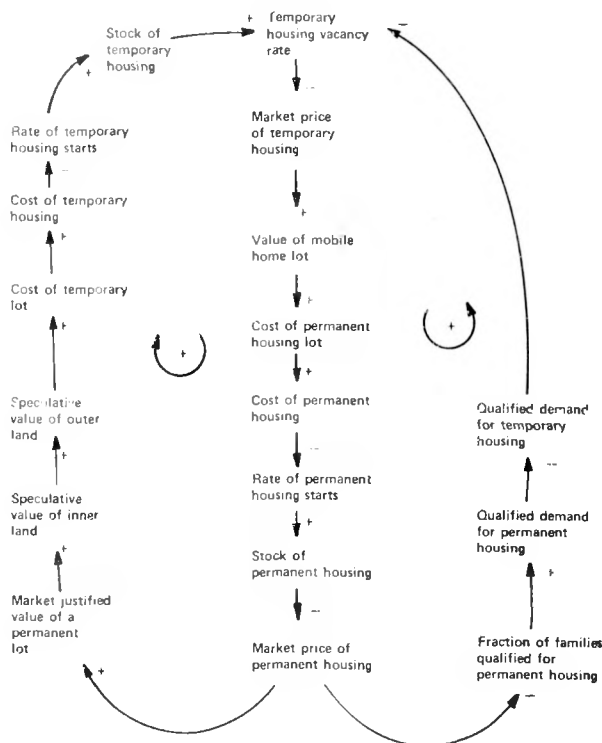 Stock of
temporary
housing
Temporary
housing vacancy
rate
Rate of temporary
housing starts
Cost of temporary
housing
Cost of temporary
lot
Speculative
value of outer
land
Speculative
value of inner
land
Market justified
value of a
permanent
lot
Market price
of temporary
housing
Value of mobile
home lot
Cost of permanent
housing lot
Cost of permanent
housing
Rate of permanent
housing starts
Stock of
permanent housing
Market price of
permanent housing
Qualified demand
for temporary
housing
Qualified demand
for permanent
housing
Fraction of families
qualified for
permanent housing